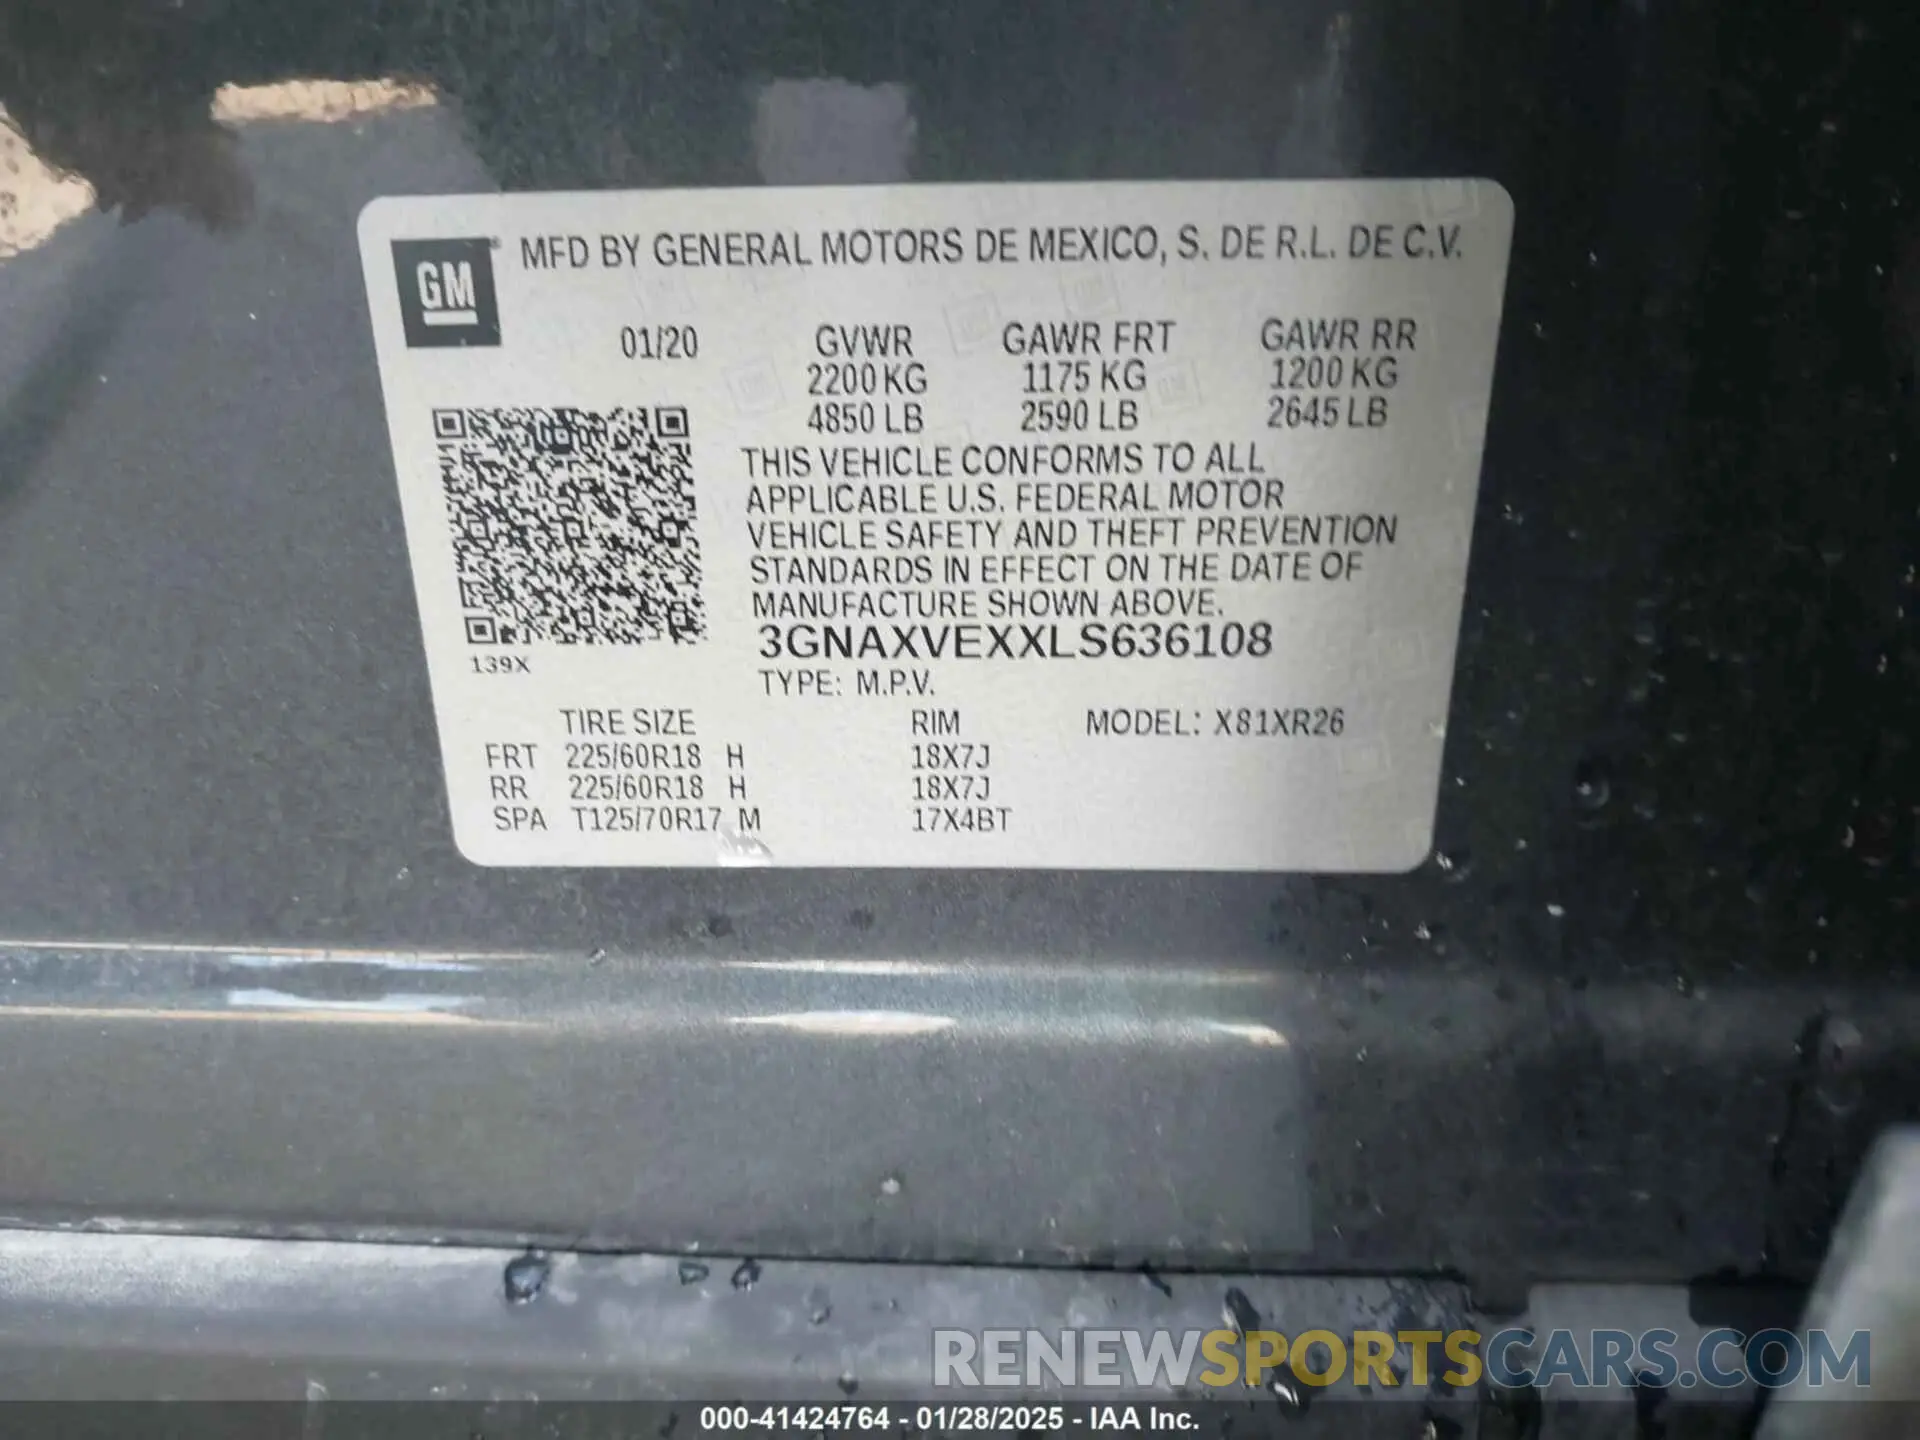 GM ® MFD BY GENERAL MOTORS DE MEXICO, S. DE R.L. DE C.V.
01/20 GVWR GAWR FRT GAWR RR
2200 KG 1175 KG 1200 KG
4850 LB 2590 LB 2645 LB
THIS VEHICLE CONFORMS TO ALL
APPLICABLE U.S. FEDERAL MOTOR
VEHICLE SAFETY AND THEFT PREVENTION
STANDARDS IN EFFECT ON THE DATE OF
MANUFACTURE SHOWN ABOVE.
3GNAXVEXXLS636108
139X
TYPE: M.P.V.
TIRE SIZE RIM MODEL: X81XR26
FRT 225/60R18 H 18X7J
RR 225/60R18 H 18X7J
SPA T125/70R17 M 17X4BT
RENEWSPORTSCARS.COM
000-41424764 - 01/28/2025 - IAA Inc.